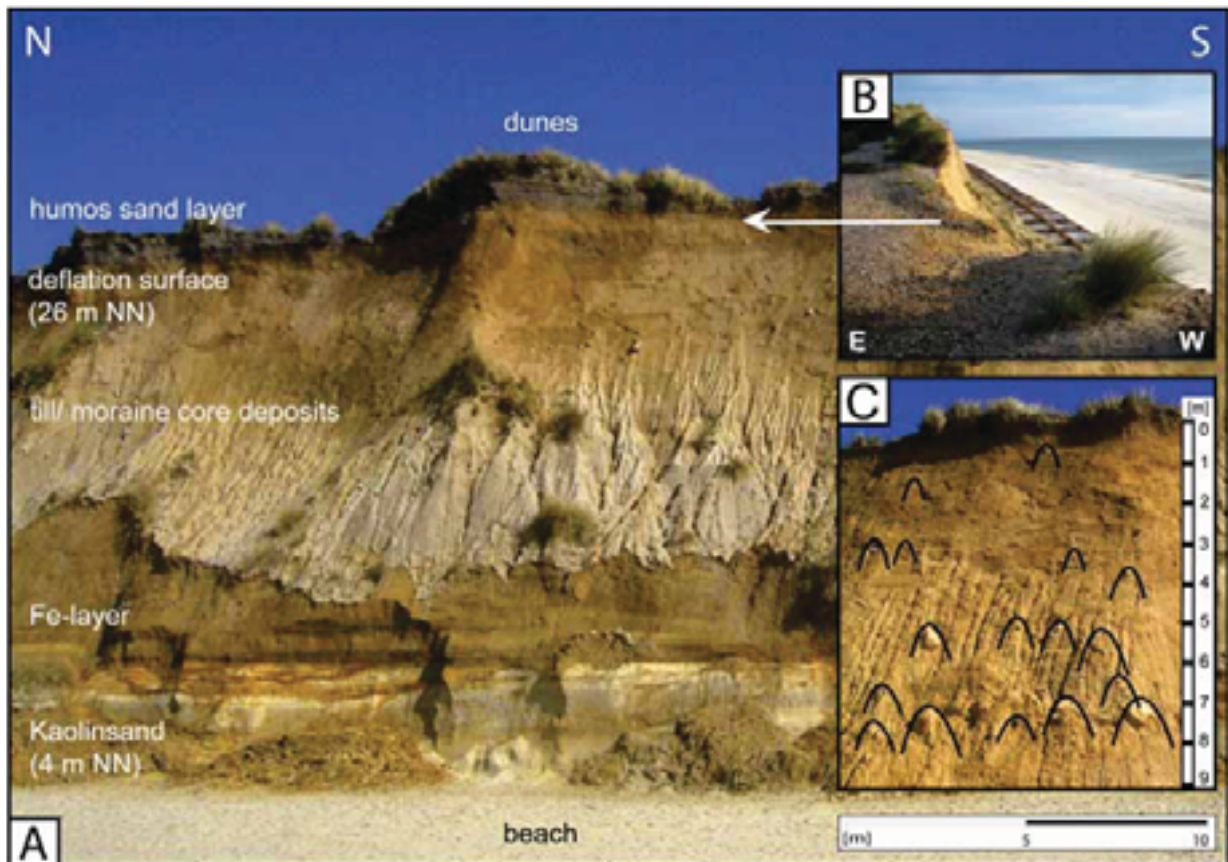 N
S
dunes
B
humos sand layer
deflation surface
(26 m NN)
E
W
C
[m]
0
1
2
3
4
5
6
7
8
9
till/ moraine core deposits
Fe-layer
Kaolinsand
(4 m NN)
A
beach
[m]
5
10